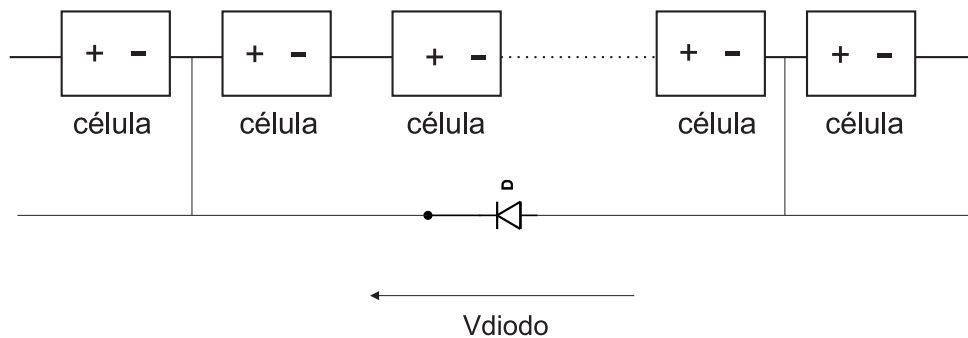 + - + - + - + - + -
célula célula célula célula célula
D
Vdiodo